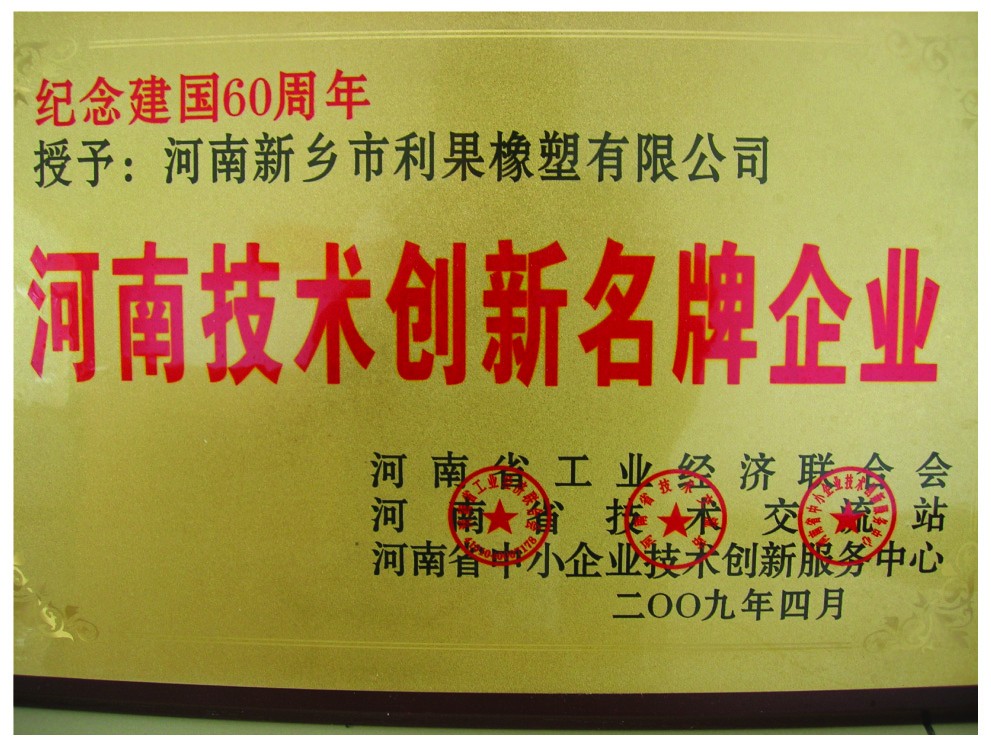 纪念建国60周年
授予：河南新乡市利果橡塑有限公司
河南技术创新名牌企业
河南省工业经济联合会
河南省技术交流站
河南省中小企业技术创新服务中心
二〇〇九年四月